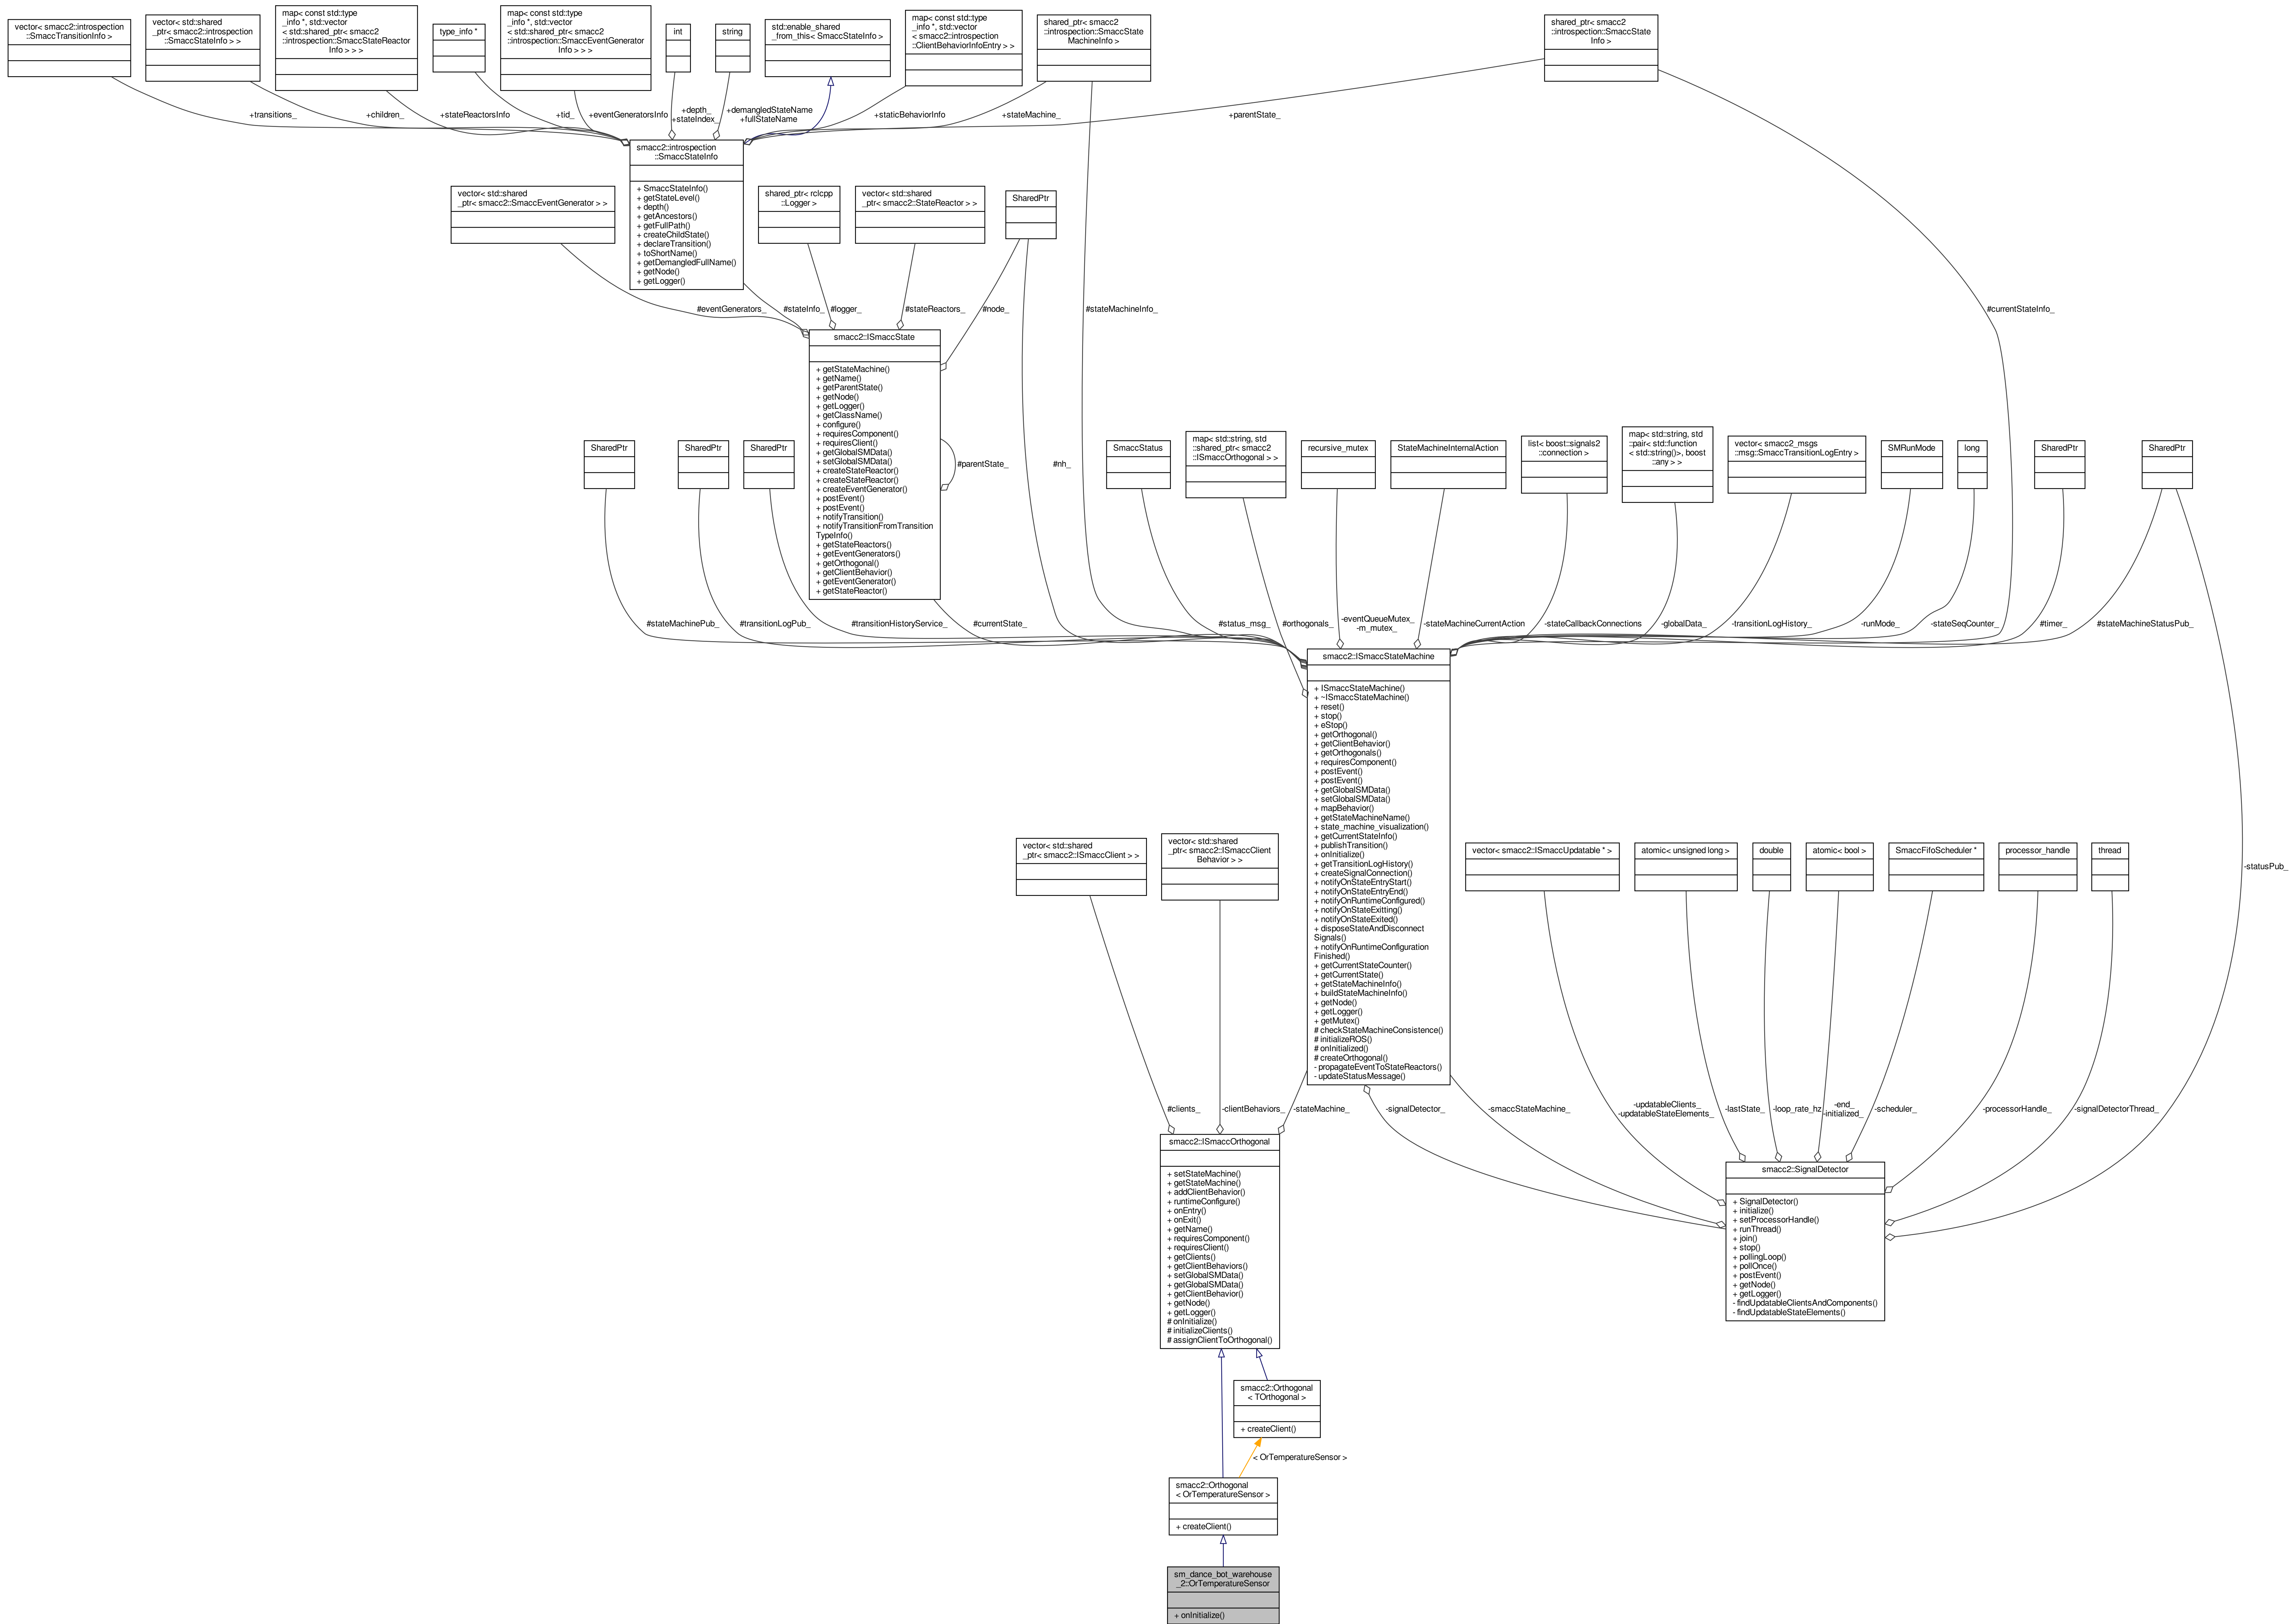 vector< smacc2::introspection
::SmaccTransitionInfo >
vector< std::shared
_ptr< smacc2::introspection
::SmaccStateInfo > >
map< const std::type
_info *, std::vector
< std::shared_ptr< smacc2
::introspection::SmaccStateReactor
Info > > >
type_info *
map< const std::type
_info *, std::vector
< std::shared_ptr< smacc2
::introspection::SmaccEventGenerator
Info > > >
int
string
std::enable_shared
_from_this< SmaccStateInfo >
map< const std::type
_info *, std::vector
< smacc2::introspection
::ClientBehaviorInfoEntry > >
shared_ptr< smacc2
::introspection::SmaccState
MachineInfo >
shared_ptr< smacc2
::introspection::SmaccState
Info >
+transitions_
+children_
+stateReactorsInfo
+tid_
+eventGeneratorsInfo
+depth_
+stateIndex_
+demangledStateName
+fullStateName
+staticBehaviorInfo
+stateMachine_
+parentState_
smacc2::introspection
::SmaccStateInfo
+ SmaccStateInfo()
+ getStateLevel()
+ depth()
+ getAncestors()
+ getFullPath()
+ createChildState()
+ declareTransition()
+ toShortName()
+ getDemangledFullName()
+ getNode()
+ getLogger()
vector< std::shared
_ptr< smacc2::SmaccEventGenerator > >
shared_ptr< rclcpp
::Logger >
vector< std::shared
_ptr< smacc2::StateReactor > >
SharedPtr
#eventGenerators_
#stateInfo_
#logger_
#stateReactors_
#node_
#stateMachineInfo_
#currentStateInfo_
smacc2::ISmaccState
+ getStateMachine()
+ getName()
+ getParentState()
+ getNode()
+ getLogger()
+ getClassName()
+ configure()
+ requiresComponent()
+ requiresClient()
+ getGlobalSMData()
+ setGlobalSMData()
+ createStateReactor()
+ createStateReactor()
+ createEventGenerator()
+ postEvent()
+ postEvent()
+ notifyTransition()
+ notifyTransitionFromTransition
TypeInfo()
+ getStateReactors()
+ getEventGenerators()
+ getOrthogonal()
+ getClientBehavior()
+ getEventGenerator()
+ getStateReactor()
#parentState_
#nh_
SharedPtr
SharedPtr
SharedPtr
SmaccStatus
map< std::string, std
::shared_ptr< smacc2
::ISmaccOrthogonal > >
recursive_mutex
StateMachineInternalAction
list< boost::signals2
::connection >
map< std::string, std
::pair< std::function
< std::string()>, boost
::any > >
vector< smacc2_msgs
::msg::SmaccTransitionLogEntry >
SMRunMode
long
SharedPtr
SharedPtr
#stateMachinePub_
#transitionLogPub_
#transitionHistoryService_
#currentState_
#status_msg_
#orthogonals_
-eventQueueMutex_
-m_mutex_
-stateMachineCurrentAction
-stateCallbackConnections
-globalData_
-transitionLogHistory_
-runMode_
-stateSeqCounter_
#timer_
#stateMachineStatusPub_
smacc2::ISmaccStateMachine
+ ISmaccStateMachine()
+ ~ISmaccStateMachine()
+ reset()
+ stop()
+ eStop()
+ getOrthogonal()
+ getClientBehavior()
+ getOrthogonals()
+ requiresComponent()
+ postEvent()
+ postEvent()
+ getGlobalSMData()
+ setGlobalSMData()
+ mapBehavior()
+ getStateMachineName()
+ state_machine_visualization()
+ getCurrentStateInfo()
+ publishTransition()
+ onInitialize()
+ getTransitionLogHistory()
+ createSignalConnection()
+ notifyOnStateEntryStart()
+ notifyOnStateEntryEnd()
+ notifyOnRuntimeConfigured()
+ notifyOnStateExitting()
+ notifyOnStateExited()
+ disposeStateAndDisconnect
Signals()
+ notifyOnRuntimeConfiguration
Finished()
+ getCurrentStateCounter()
+ getCurrentState()
+ getStateMachineInfo()
+ buildStateMachineInfo()
+ getNode()
+ getLogger()
+ getMutex()
# checkStateMachineConsistence()
# initializeROS()
# onInitialized()
# createOrthogonal()
- propagateEventToStateReactors()
- updateStatusMessage()
vector< std::shared
_ptr< smacc2::ISmaccClient > >
vector< std::shared
_ptr< smacc2::ISmaccClient
Behavior > >
vector< smacc2::ISmaccUpdatable * >
atomic< unsigned long >
double
atomic< bool >
SmaccFifoScheduler *
processor_handle
thread
-statusPub_
#clients_
-clientBehaviors_
-stateMachine_
-signalDetector_
-smaccStateMachine_
-updatableClients_
-updatableStateElements_
-lastState_
-loop_rate_hz
-end_
-initialized_
-scheduler_
-processorHandle_
-signalDetectorThread_
smacc2::ISmaccOrthogonal
+ setStateMachine()
+ getStateMachine()
+ addClientBehavior()
+ runtimeConfigure()
+ onEntry()
+ onExit()
+ getName()
+ requiresComponent()
+ requiresClient()
+ getClients()
+ getClientBehaviors()
+ setGlobalSMData()
+ getGlobalSMData()
+ getClientBehavior()
+ getNode()
+ getLogger()
# onInitialize()
# initializeClients()
# assignClientToOrthogonal()
smacc2::SignalDetector
+ SignalDetector()
+ initialize()
+ setProcessorHandle()
+ runThread()
+ join()
+ stop()
+ pollingLoop()
+ pollOnce()
+ postEvent()
+ getNode()
+ getLogger()
- findUpdatableClientsAndComponents()
- findUpdatableStateElements()
smacc2::Orthogonal
< TOrthogonal >
+ createClient()
< OrTemperatureSensor >
smacc2::Orthogonal
< OrTemperatureSensor >
+ createClient()
sm_dance_bot_warehouse
_2::OrTemperatureSensor
+ onInitialize()